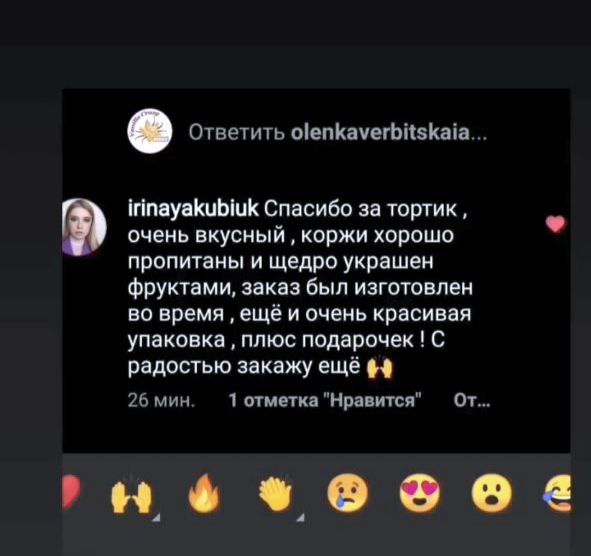 Ответить olenkaverbitskaia...
irinayakubiuk Спасибо за тортик ,
очень вкусный , коржи хорошо
пропитаны и щедро украшен
фруктами, заказ был изготовлен
во время , ещё и очень красивая
упаковка , плюс подарочек ! С
радостью закажу ещё 🙌
26 мин. 1 отметка "Нравится" От...